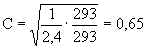 C = √(1/2,4 · 293/293) = 0,65